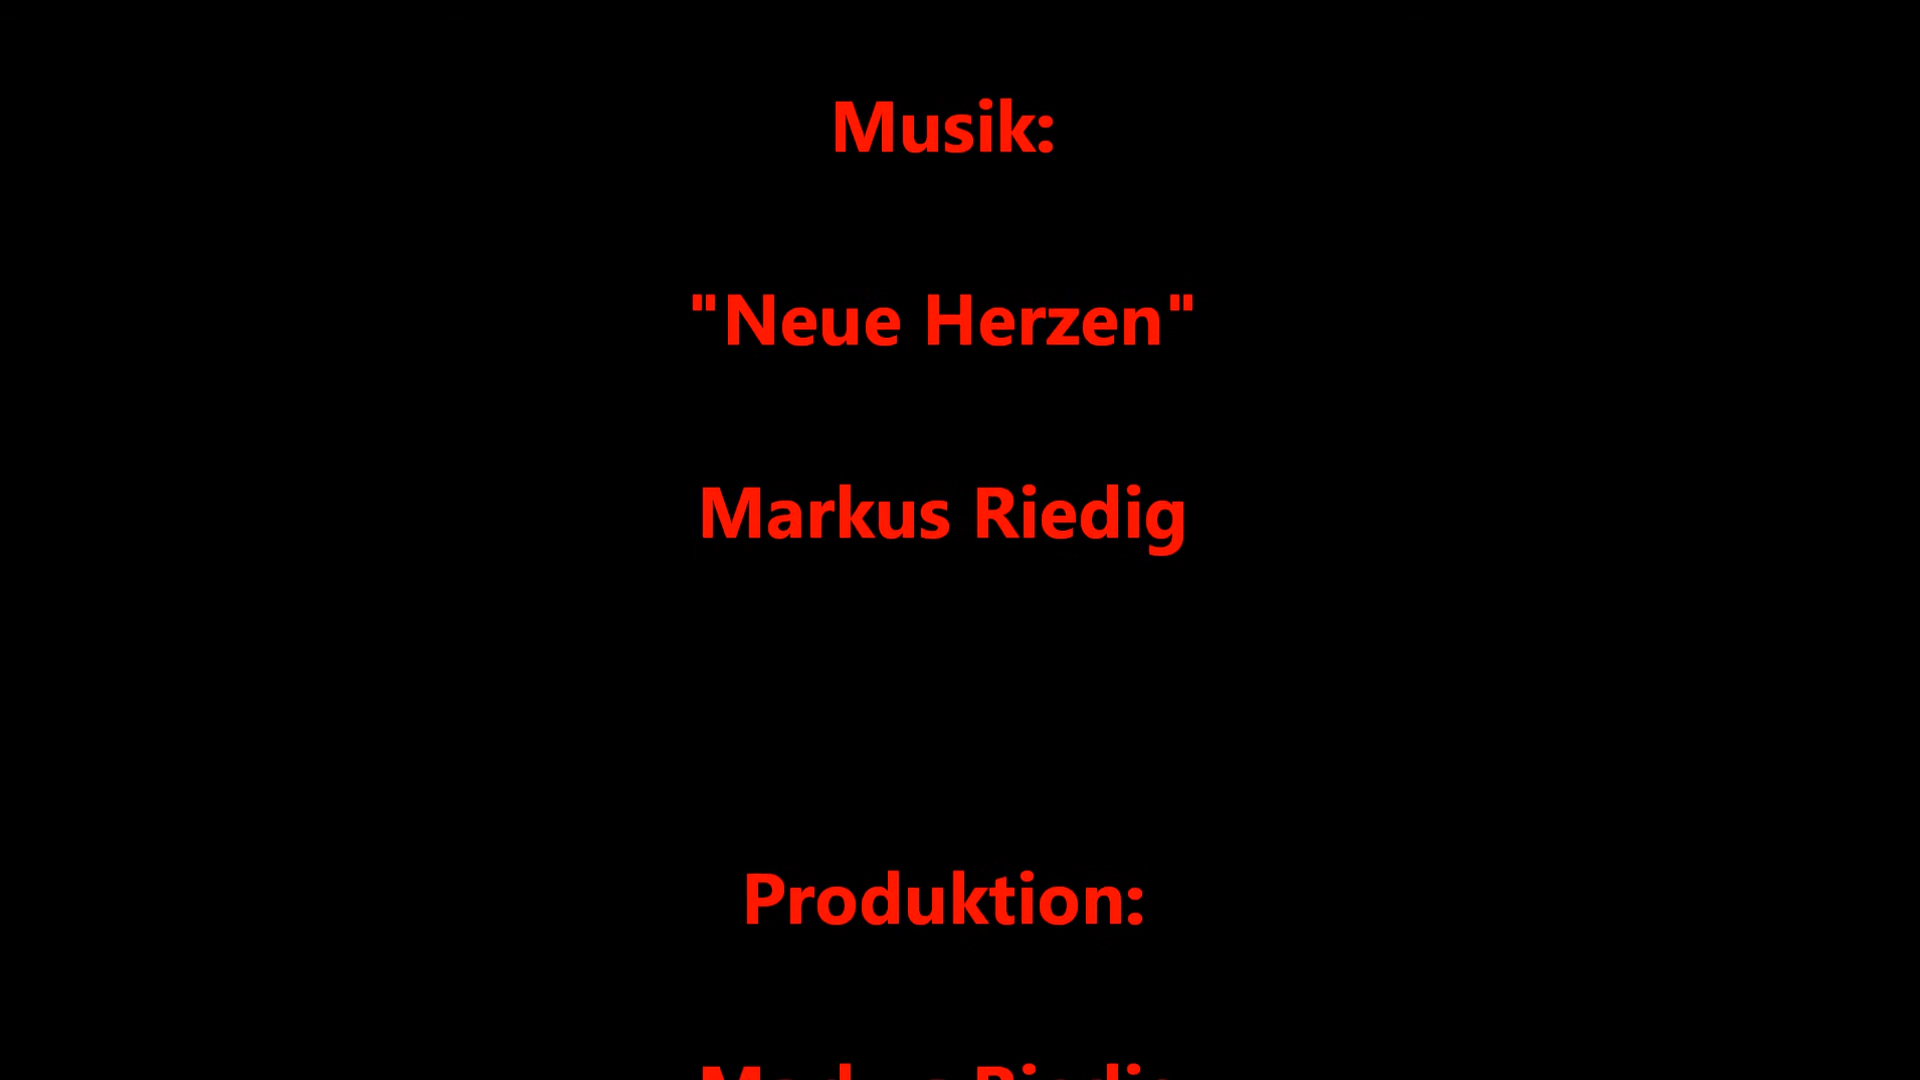 Musik:
"Neue Herzen"
Markus Riedig
Produktion: